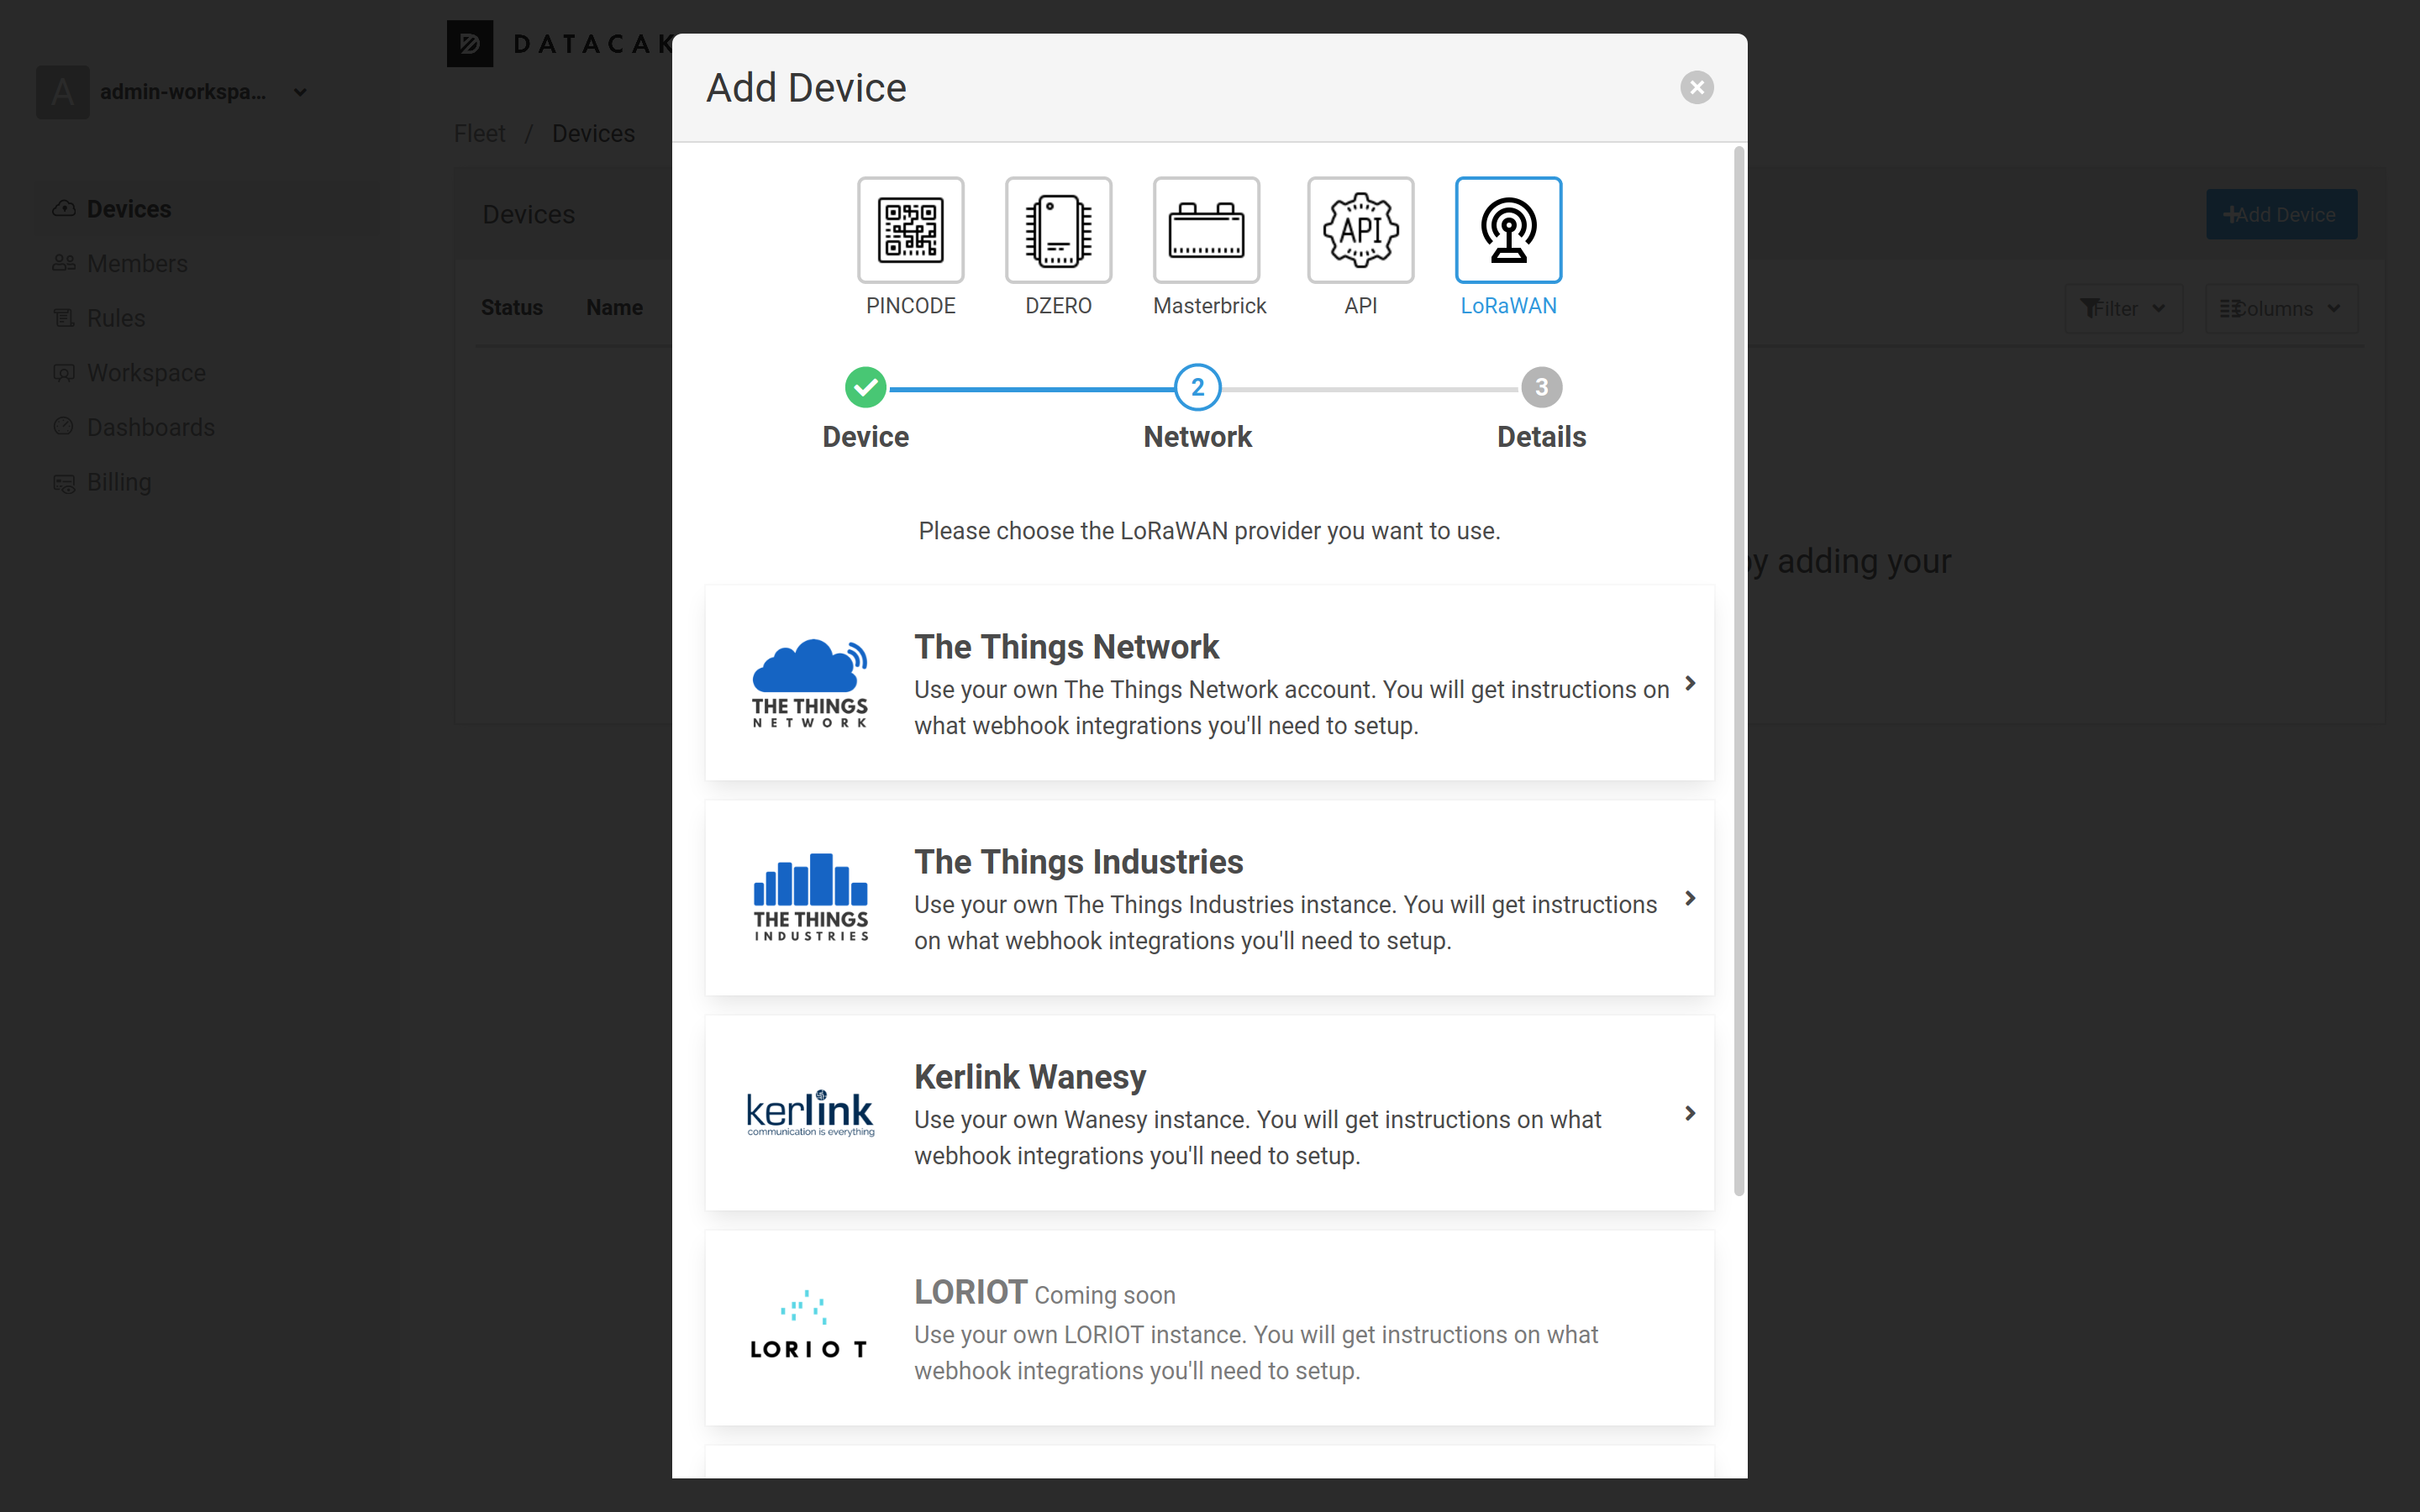 DATACAK
A
admin-workspa...
Fleet / Devices
Devices
Members
Rules
Workspace
Dashboards
Billing
Devices
Add Device
Status
Name
Filter
Columns
by adding your
Add Device
API
PINCODE
DZERO
Masterbrick
API
LoRaWAN
2
3
Device
Network
Details
Please choose the LoRaWAN provider you want to use.
THE THINGS
NETWORK
The Things Network
Use your own The Things Network account. You will get instructions on
what webhook integrations you'll need to setup.
THE THINGS
INDUSTRIES
The Things Industries
Use your own The Things Industries instance. You will get instructions
on what webhook integrations you'll need to setup.
kerlink
communication is everything
Kerlink Wanesy
Use your own Wanesy instance. You will get instructions on what
webhook integrations you'll need to setup.
LORIOT
LORIOT Coming soon
Use your own LORIOT instance. You will get instructions on what
webhook integrations you'll need to setup.